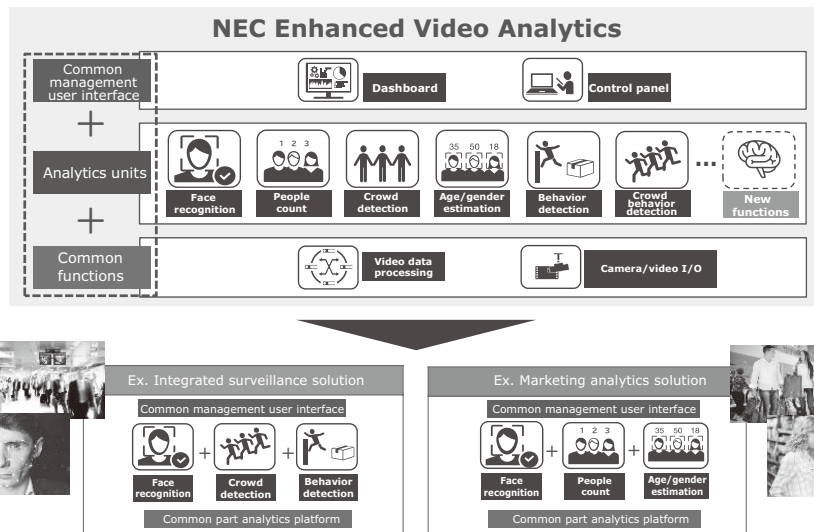 NEC Enhanced Video Analytics
Common
management
user interface
Dashboard
Control panel
+
Analytics units
1 2 3
35 50 18
...
Face
recognition
People
count
Crowd
detection
Age/gender
estimation
Behavior
detection
Crowd
behavior
detection
New
functions
+
Common
functions
Video data
processing
Camera/video I/O
Ex. Integrated surveillance solution
Common management user interface
+
+
Face
recognition
Crowd
detection
Behavior
detection
Common part analytics platform
Ex. Marketing analytics solution
Common management user interface
1 2 3
35 50 18
+
+
Face
recognition
People
count
Age/gender
estimation
Common part analytics platform